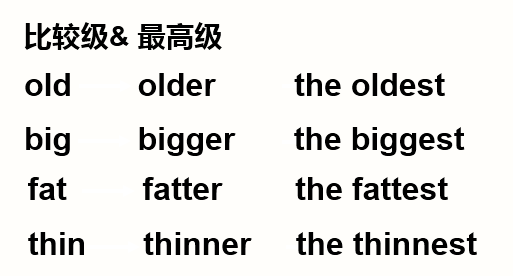 比较级& 最高级
old older the oldest
big bigger the biggest
fat fatter the fattest
thin thinner the thinnest